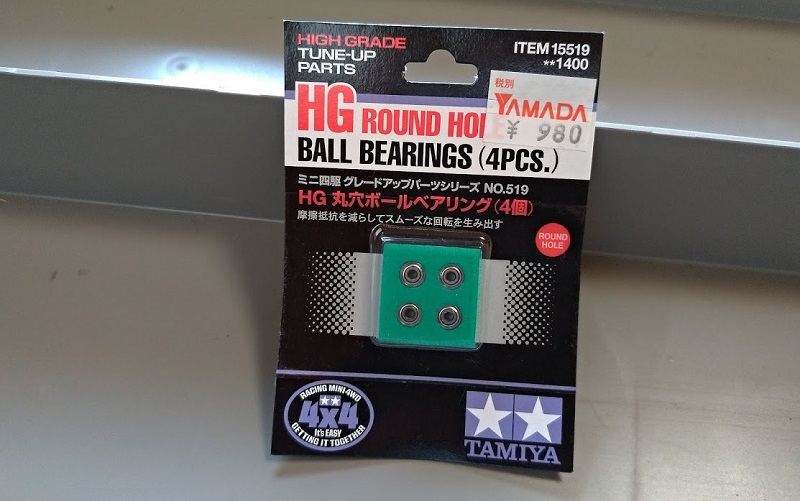 HIGH GRADE
TUNE-UP
PARTS
ITEM 15519
**1400
税別
YAMADA
¥ 980
HG ROUND HOL
BALL BEARINGS (4PCS.)
ミニ四駆 グレードアップパーツシリーズ NO.519
HG 丸穴ボールベアリング(4個)
摩擦抵抗を減らしてスムーズな回転を生み出す
ROUND
HOLE
RACING MINI 4WD
4x4
It's EASY
GETTING IT TOGETHER
TAMIYA